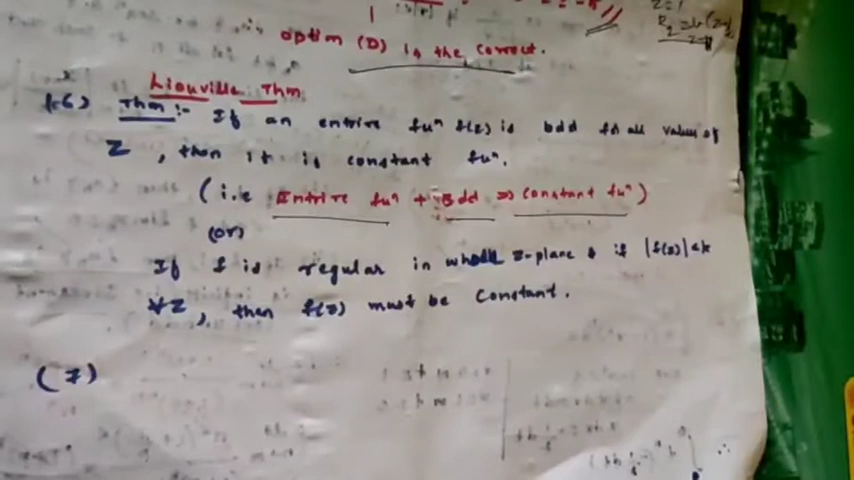 option (D) is the correct.
Liouville Thm
(6) Thm :- If an entire fuⁿ f(z) is bdd for all values of
Z, then it is constant fuⁿ.
(i.e Entire fuⁿ + Bdd ⇒ constant fuⁿ)
(or)
If f is regular in whole z-plane & if |f(z)|<k
∀Z, then f(z) must be constant.
(7)